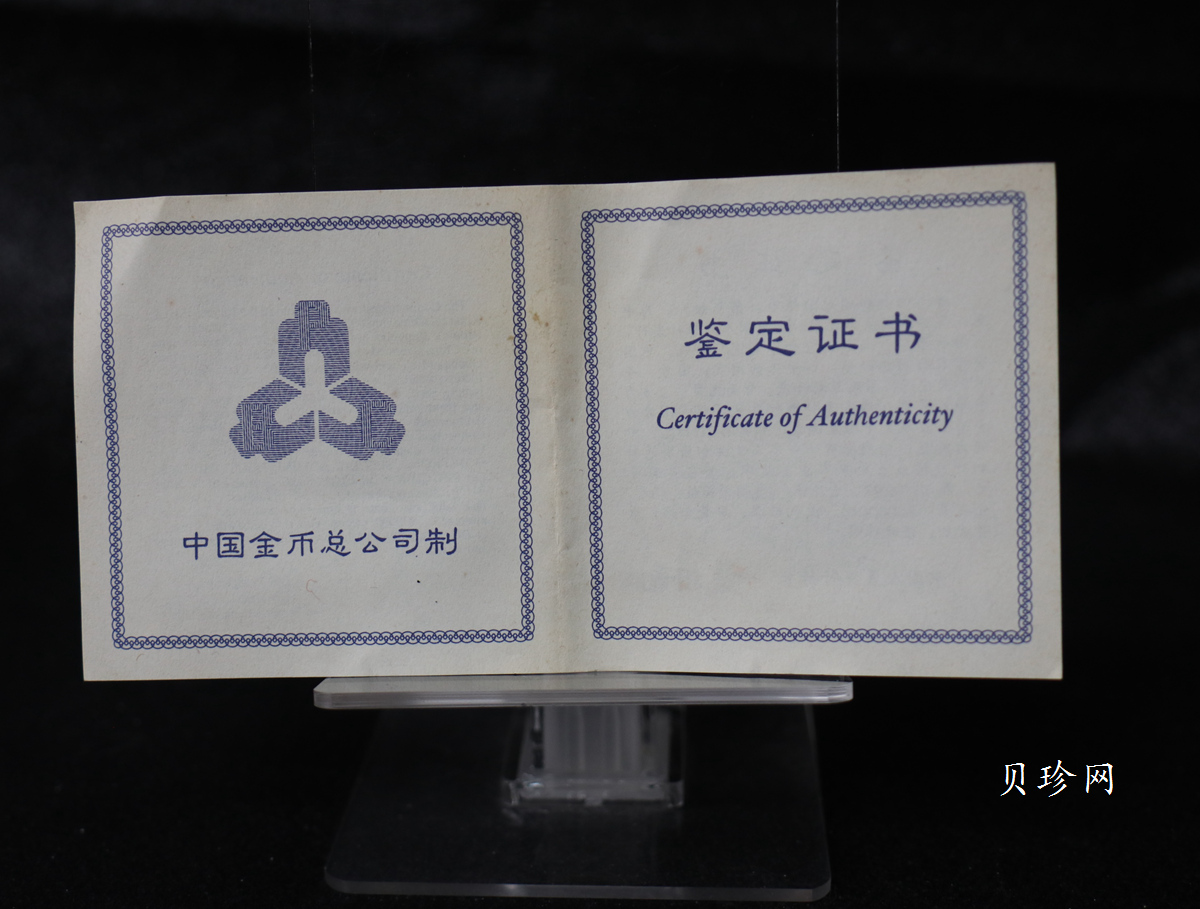 中国金币总公司制
鉴定证书
Certificate of Authenticity
贝珍网